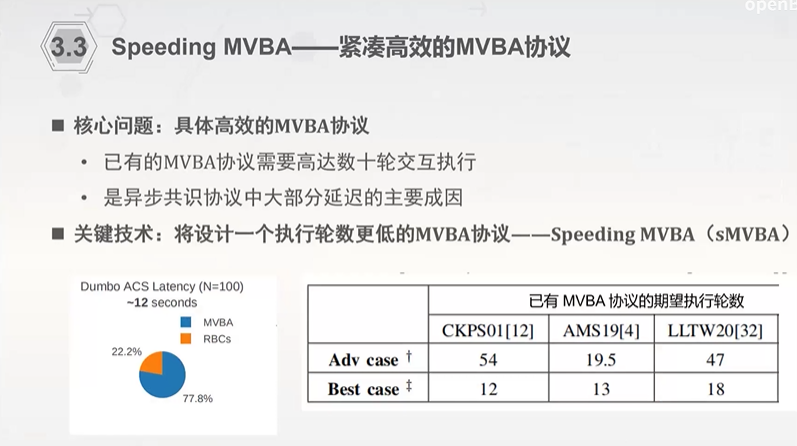 openb
3.3 Speeding MVBA——紧凑高效的MVBA协议
■ 核心问题：具体高效的MVBA协议
• 已有的MVBA协议需要高达数十轮交互执行
• 是异步共识协议中大部分延迟的主要成因
■ 关键技术：将设计一个执行轮数更低的MVBA协议——Speeding MVBA（sMVBA）
Dumbo ACS Latency (N=100)
~12 seconds
MVBA
RBCs
22.2%
77.8%
已有 MVBA 协议的期望执行轮数
CKPS01[12] AMS19[4] LLTW20[32]
Adv case † 54 19.5 47
Best case ‡ 12 13 18